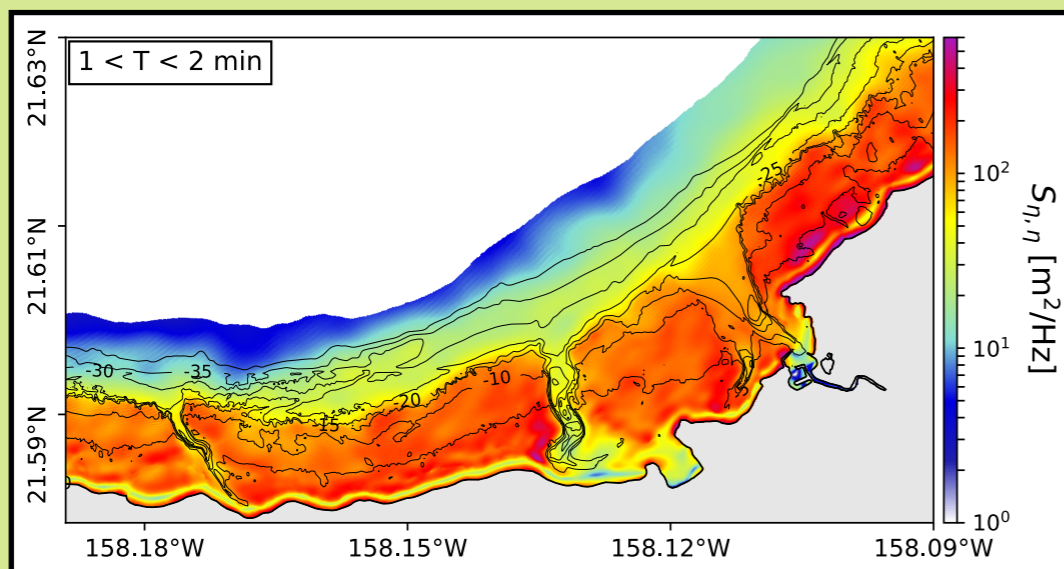 1 < T < 2 min
21.63°N
21.61°N
21.59°N
-25
-30
-35
-20
-10
15
158.18°W
158.15°W
158.12°W
158.09°W
10²
10¹
10⁰
Sη,η [m²/Hz]